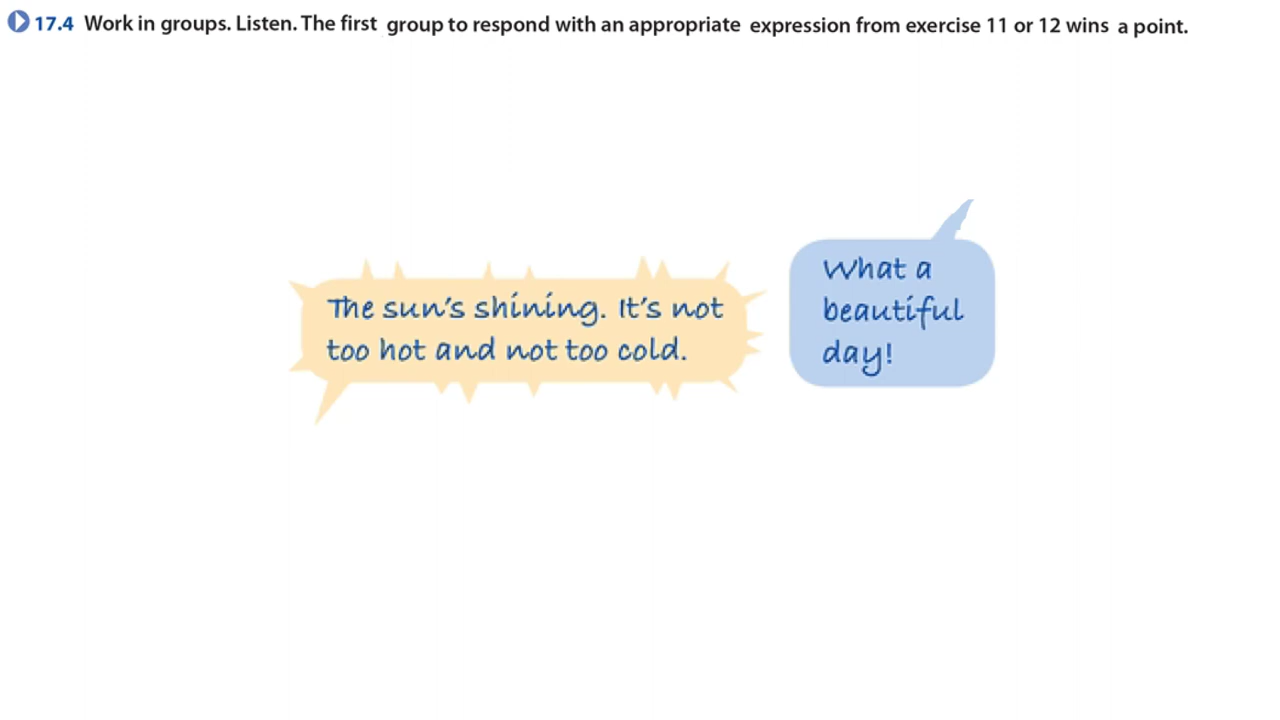 17.4 Work in groups. Listen. The first group to respond with an appropriate expression from exercise 11 or 12 wins a point.
The sun's shining. It's not
too hot and not too cold.
What a
beautiful
day!